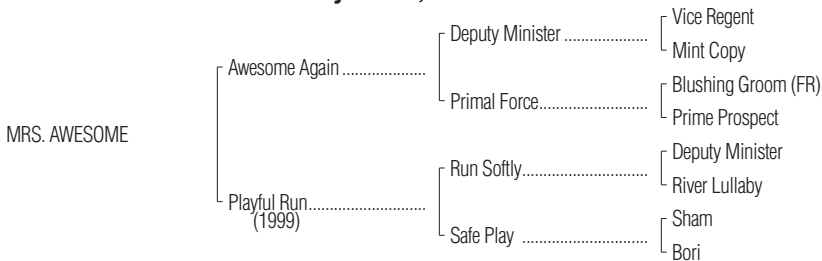 Vice Regent
Deputy Minister ......................
Mint Copy
Awesome Again .....................
Blushing Groom (FR)
Primal Force............................
Prime Prospect
MRS. AWESOME
Deputy Minister
Run Softly................................
River Lullaby
Playful Run..............................
(1999)
Sham
Safe Play ................................
Bori